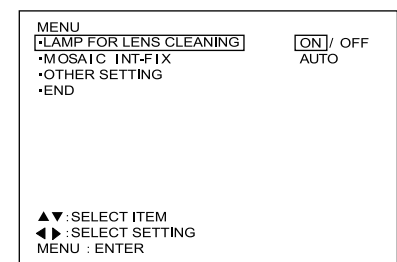 MENU
▪LAMP FOR LENS CLEANING ON / OFF
▪MOSAIC INT-FIX AUTO
▪OTHER SETTING
▪END
▲▼:SELECT ITEM
◀ ▶:SELECT SETTING
MENU : ENTER